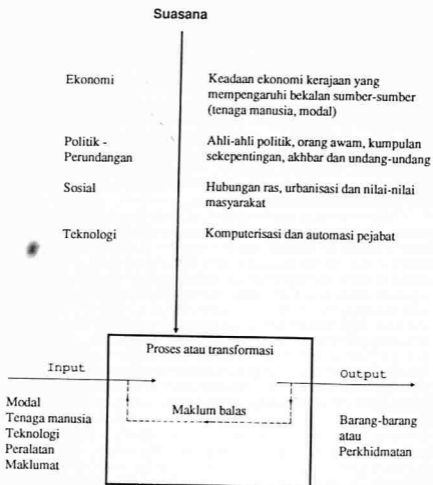 Suasana
Ekonomi
Keadaan ekonomi kerajaan yang
mempengaruhi bekalan sumber-sumber
(tenaga manusia, modal)
Politik -
Perundangan
Ahli-ahli politik, orang awam, kumpulan
sekepentingan, akhbar dan undang-undang
Sosial
Hubungan ras, urbanisasi dan nilai-nilai
masyarakat
Teknologi
Komputerisasi dan automasi pejabat
Proses atau transformasi
Input
Output
Maklum balas
Modal
Tenaga manusia
Teknologi
Peralatan
Maklumat
Barang-barang
atau
Perkhidmatan